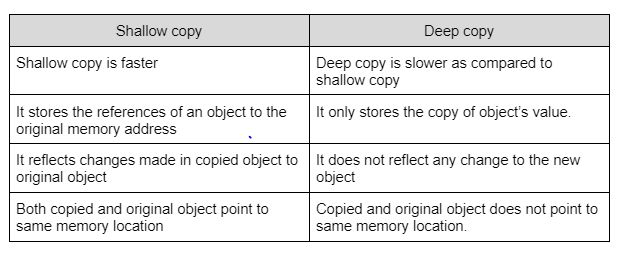 Shallow copy
Deep copy
Shallow copy is faster
Deep copy is slower as compared to
shallow copy
It stores the references of an object to the
original memory address
It only stores the copy of object's value.
It reflects changes made in copied object to
original object
It does not reflect any change to the new
object
Both copied and original object point to
same memory location
Copied and original object does not point to
same memory location.